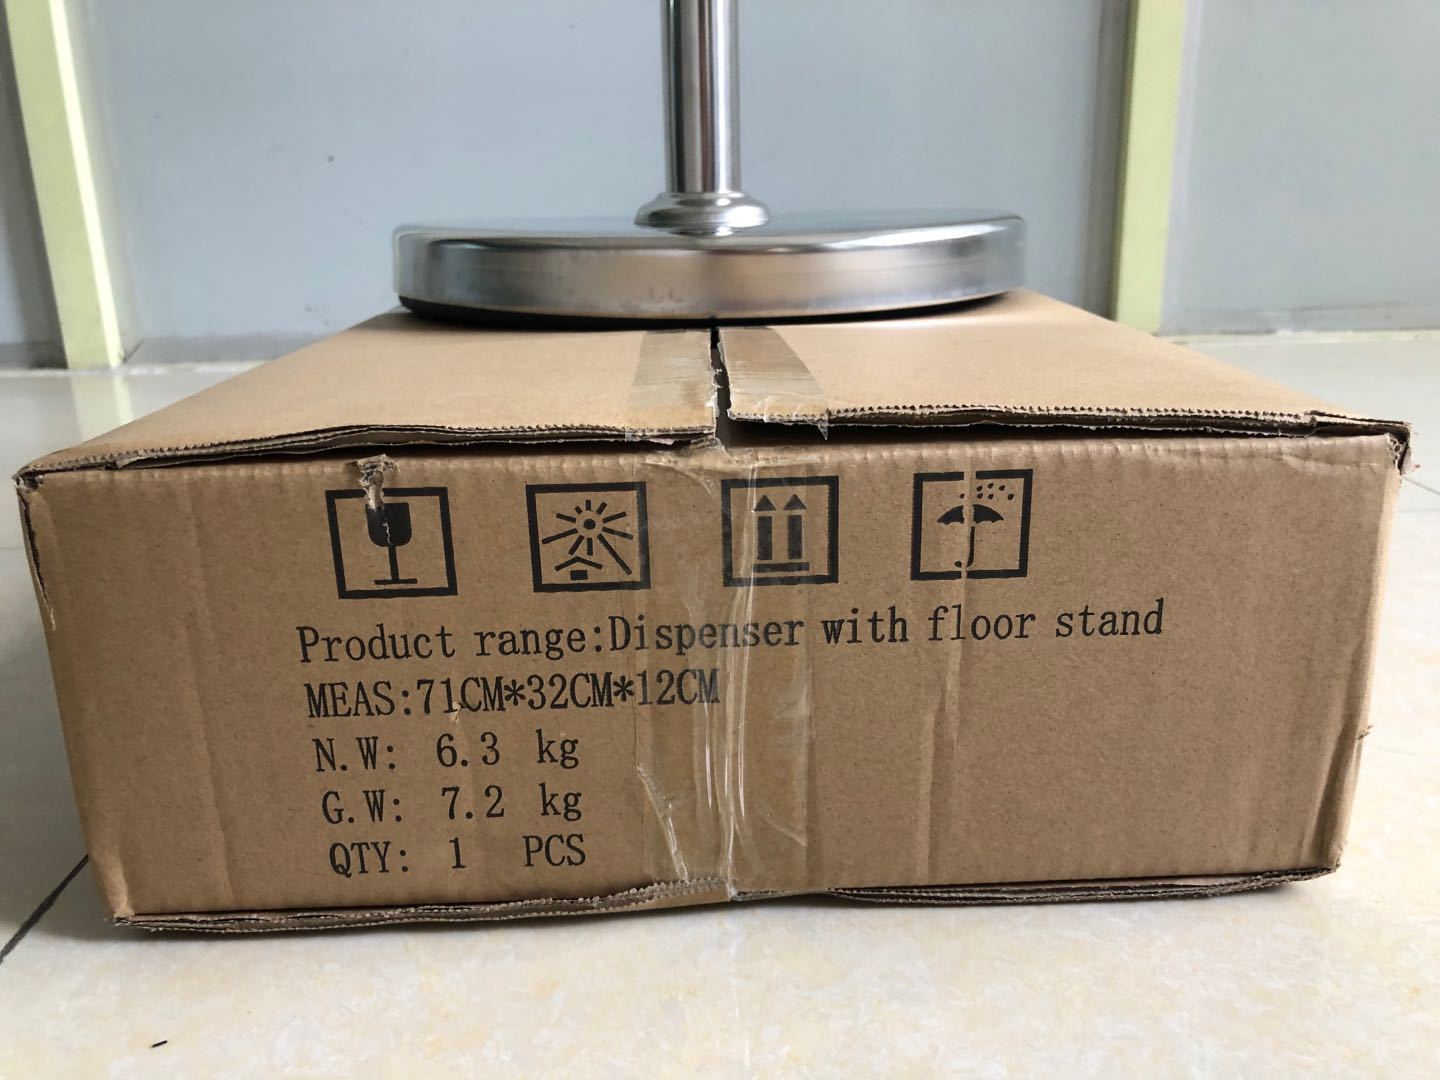 Product range:Dispenser with floor stand
MEAS:71CM*32CM*12CM
N.W: 6.3 kg
G.W: 7.2 kg
QTY: 1 PCS